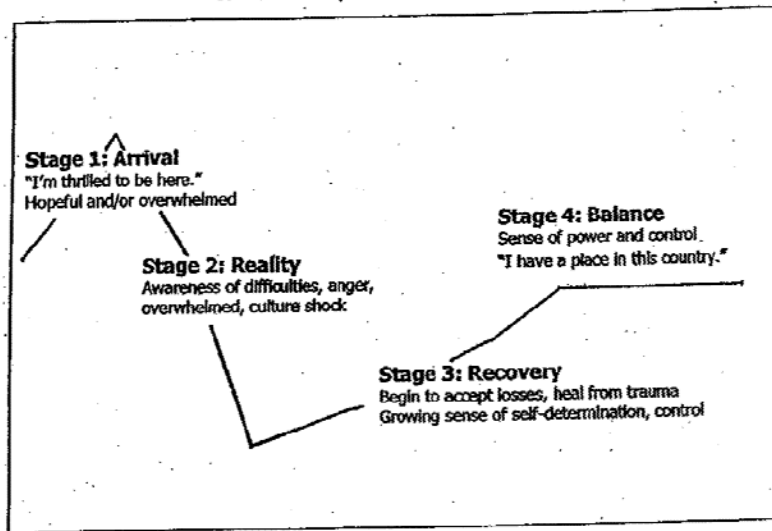 Stage 1: Arrival
"I'm thrilled to be here."
Hopeful and/or overwhelmed
Stage 2: Reality
Awareness of difficulties, anger,
overwhelmed, culture shock
Stage 4: Balance
Sense of power and control
"I have a place in this country."
Stage 3: Recovery
Begin to accept losses, heal from trauma
Growing sense of self-determination, control